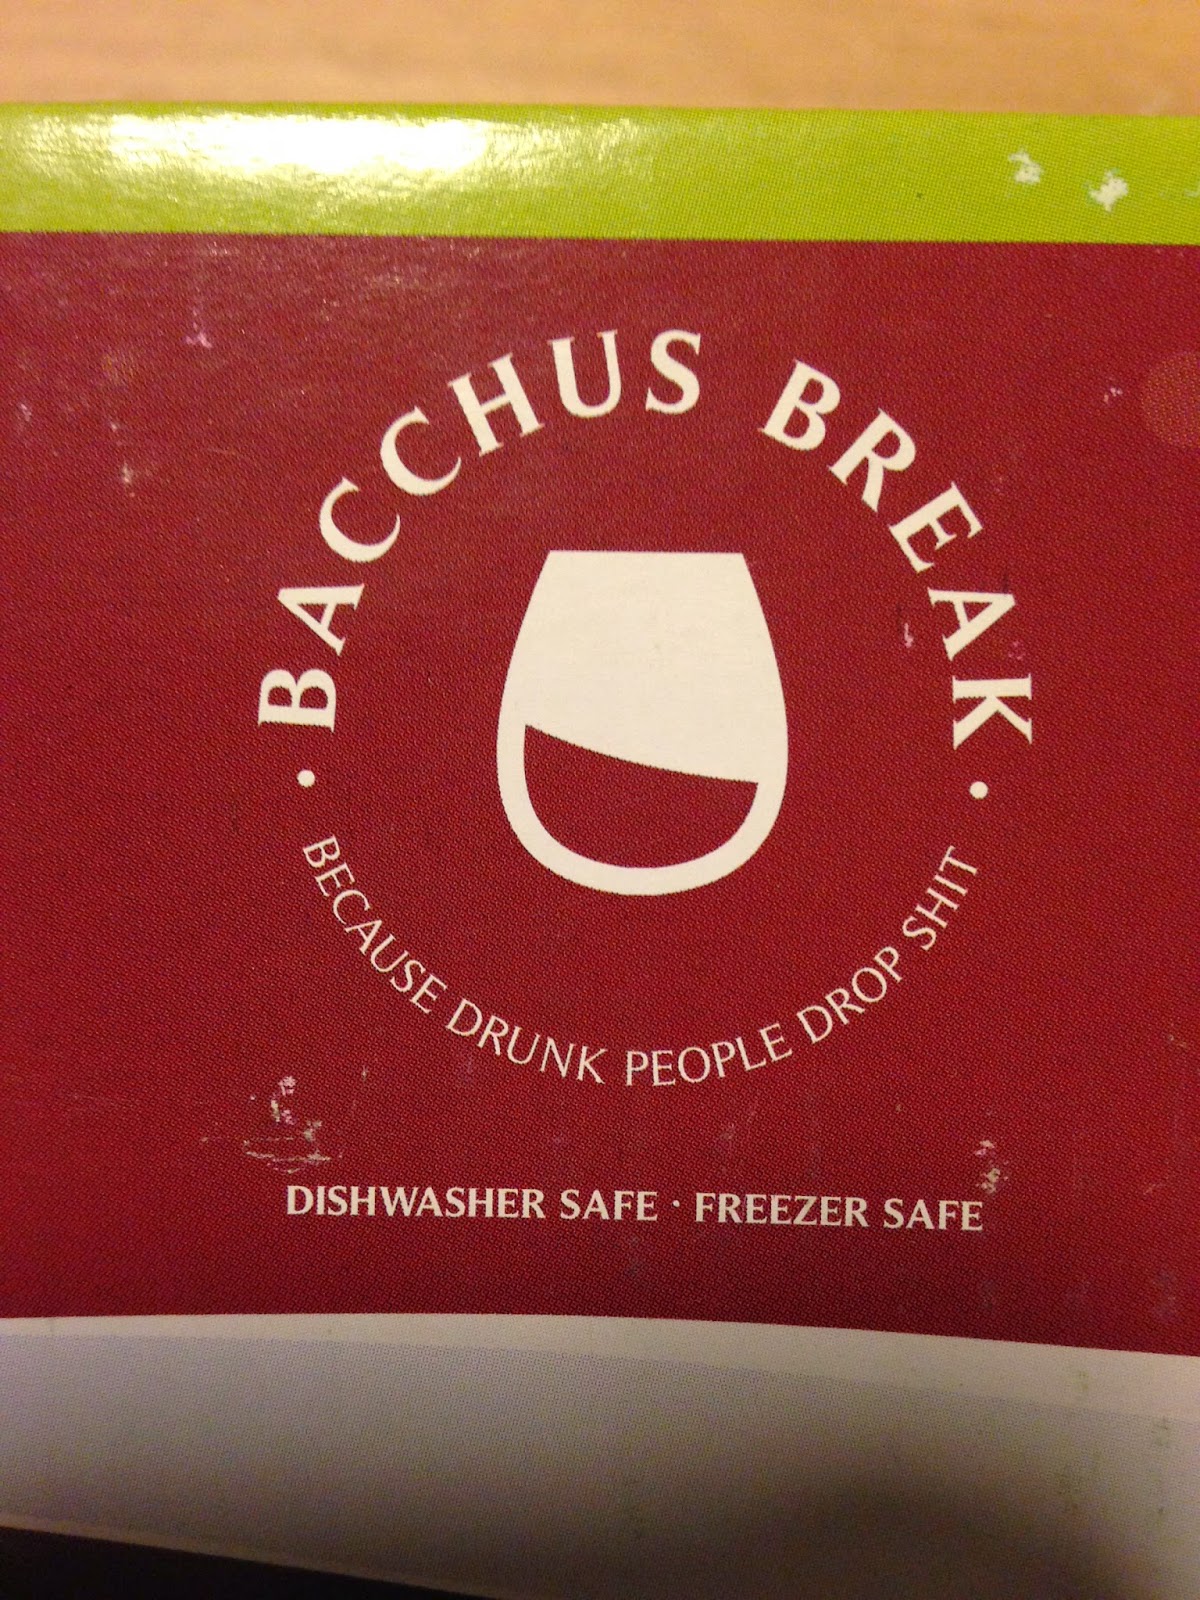 • BACCHUS BREAK •
BECAUSE DRUNK PEOPLE DROP SHIT
DISHWASHER SAFE · FREEZER SAFE